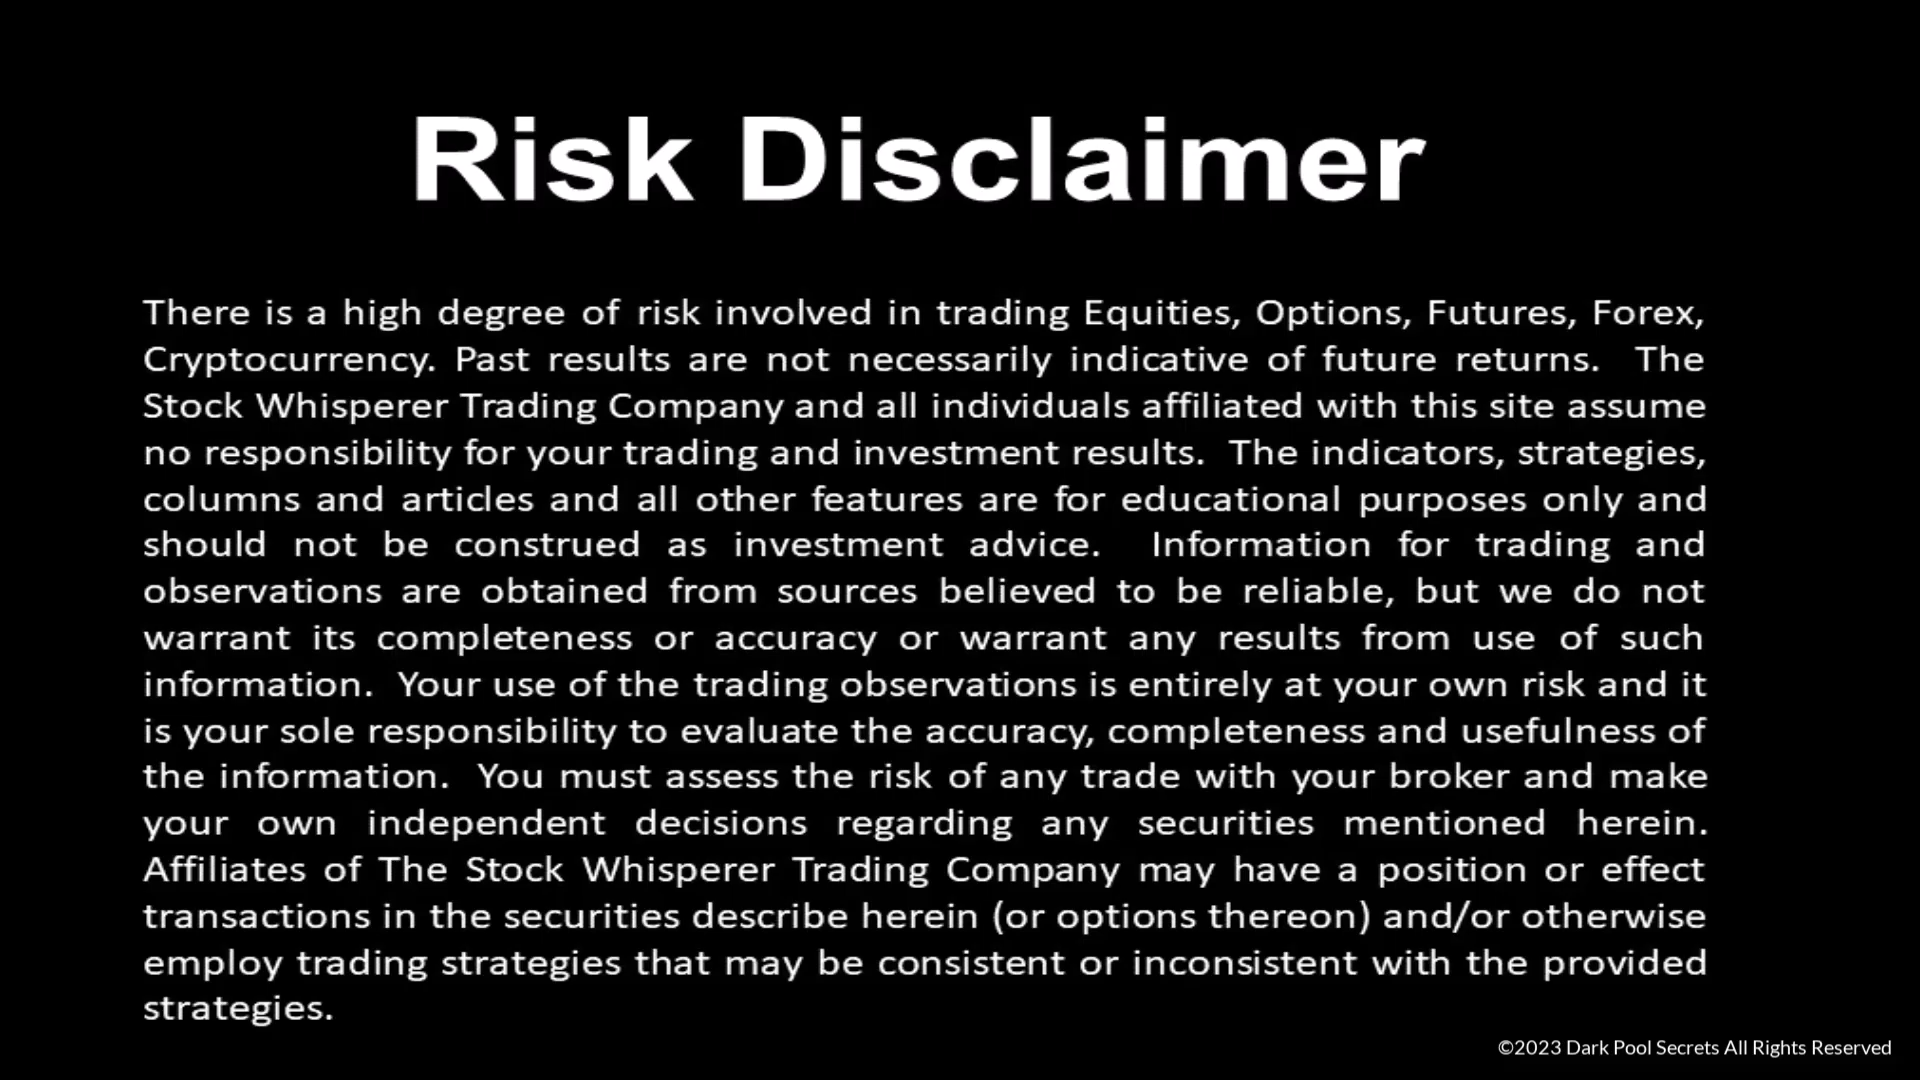 Risk Disclaimer
There is a high degree of risk involved in trading Equities, Options, Futures, Forex,
Cryptocurrency. Past results are not necessarily indicative of future returns. The
Stock Whisperer Trading Company and all individuals affiliated with this site assume
no responsibility for your trading and investment results. The indicators, strategies,
columns and articles and all other features are for educational purposes only and
should not be construed as investment advice. Information for trading and
observations are obtained from sources believed to be reliable, but we do not
warrant its completeness or accuracy or warrant any results from use of such
information. Your use of the trading observations is entirely at your own risk and it
is your sole responsibility to evaluate the accuracy, completeness and usefulness of
the information. You must assess the risk of any trade with your broker and make
your own independent decisions regarding any securities mentioned herein.
Affiliates of The Stock Whisperer Trading Company may have a position or effect
transactions in the securities describe herein (or options thereon) and/or otherwise
employ trading strategies that may be consistent or inconsistent with the provided
strategies.
©2023 Dark Pool Secrets All Rights Reserved